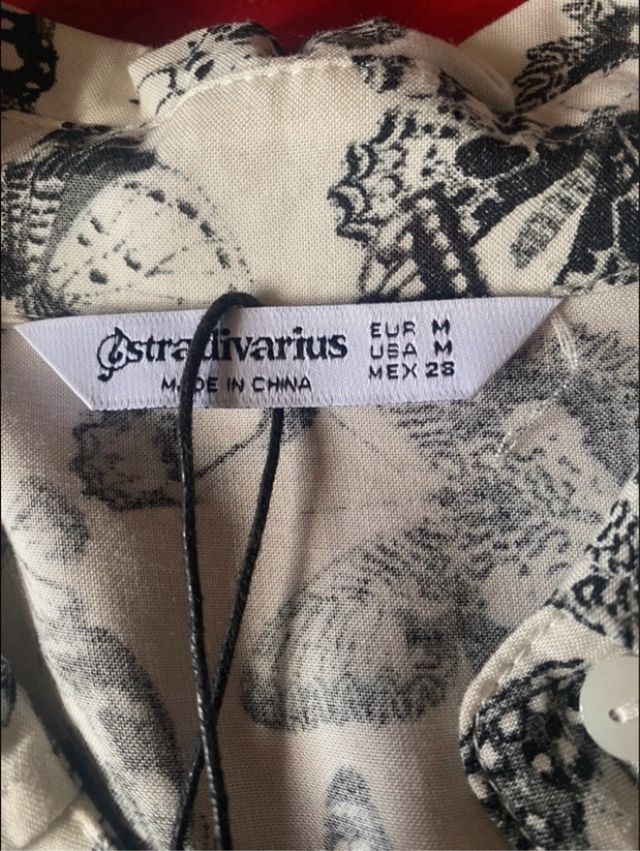 stradivarius
MADE IN CHINA
EUR M
USA M
MEX 28